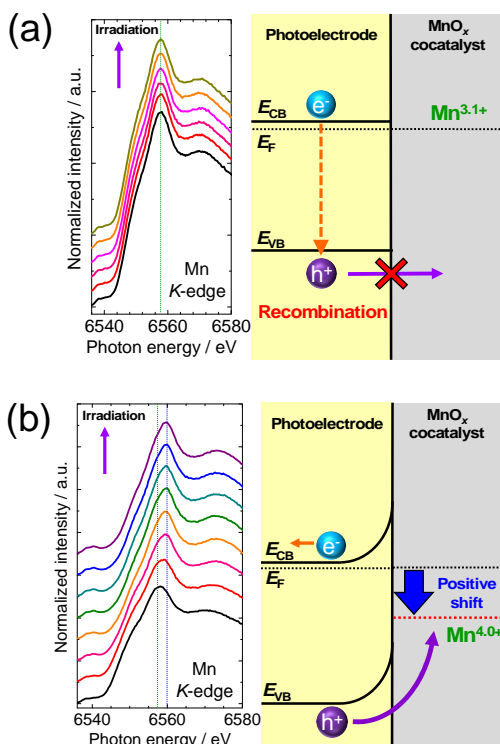 (a)
Irradiation
Normalized intensity / a.u.
Mn
K-edge
6540 6560 6580
Photon energy / eV
Photoelectrode
MnOx
cocatalyst
ECB
e-
Mn3.1+
EF
EVB
h+
Recombination
(b)
Irradiation
Normalized intensity / a.u.
Mn
K-edge
6540 6560 6580
Photon energy / eV
Photoelectrode
MnOx
cocatalyst
ECB
e-
EF
Positive
shift
Mn4.0+
EVB
h+